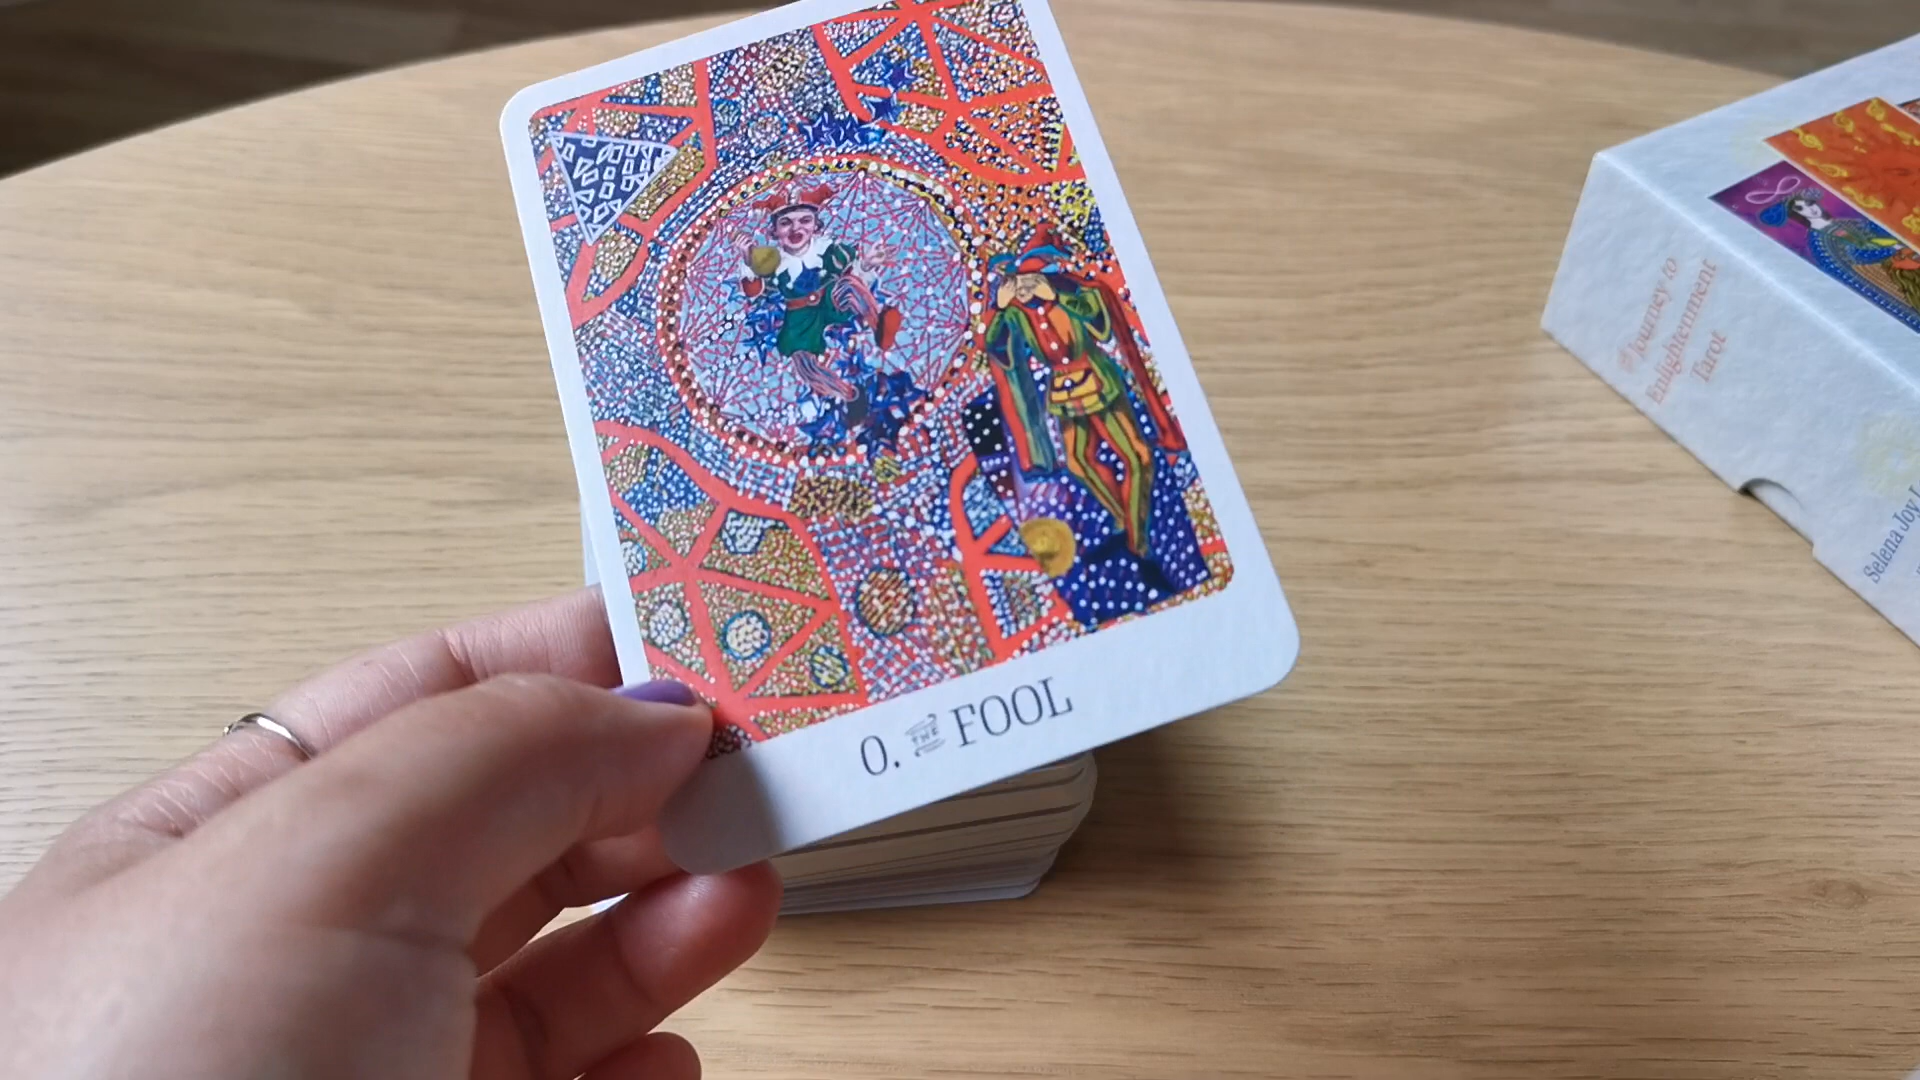 0. THE FOOL
Journey to
Enlightenment
Tarot
Selena Joy